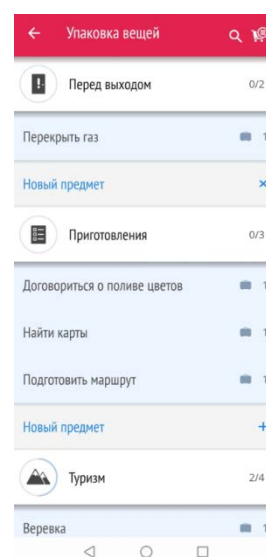 Упаковка вещей
Перед выходом 0/2
Перекрыть газ 1
Новый предмет ×
Приготовления 0/3
Договориться о поливе цветов 1
Найти карты 1
Подготовить маршрут 1
Новый предмет +
Туризм 2/4
Веревка 1